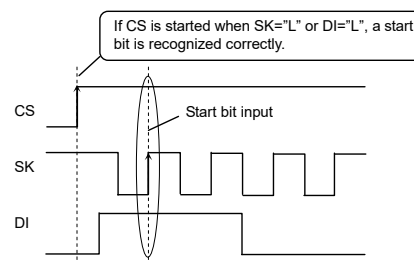 If CS is started when SK="L" or DI="L", a start
bit is recognized correctly.
CS
Start bit input
SK
DI